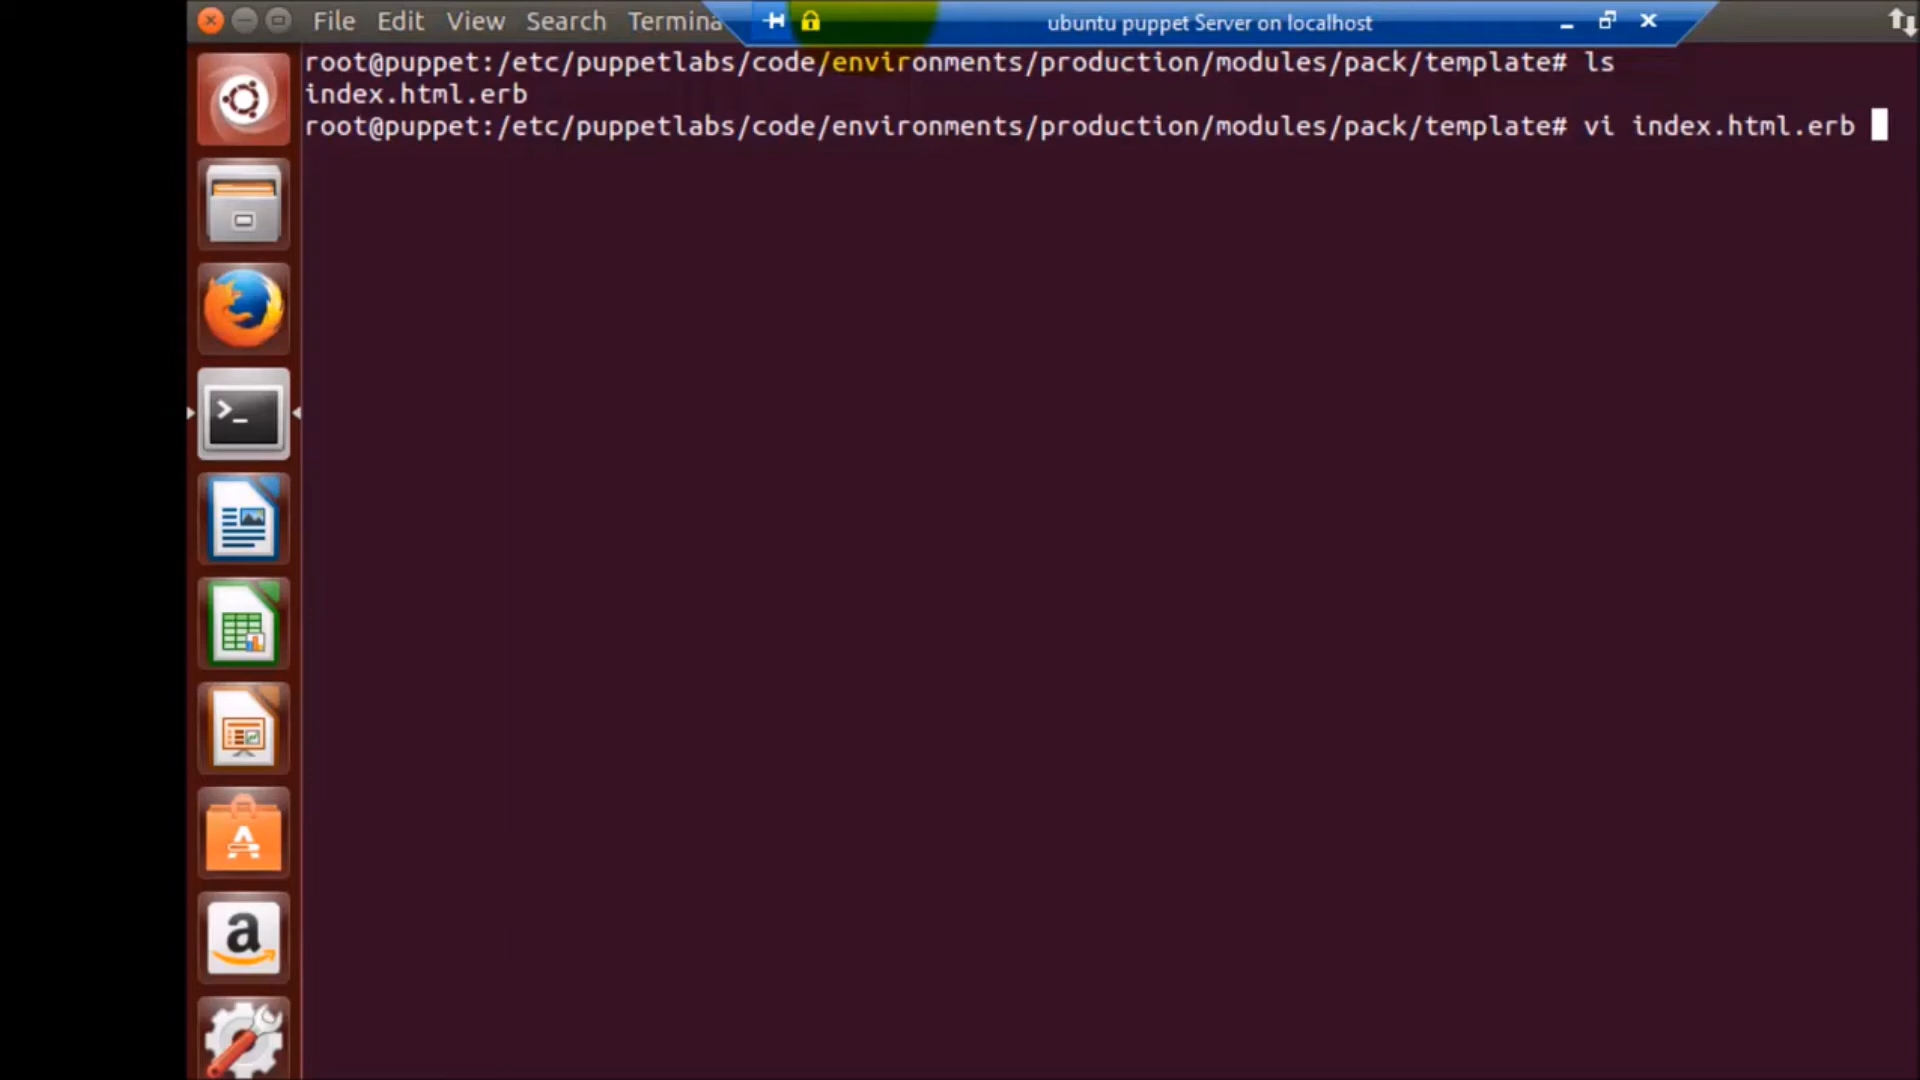 File Edit View Search Termina
ubuntu puppet Server on localhost
root@puppet:/etc/puppetlabs/code/environments/production/modules/pack/template# ls
index.html.erb
root@puppet:/etc/puppetlabs/code/environments/production/modules/pack/template# vi index.html.erb